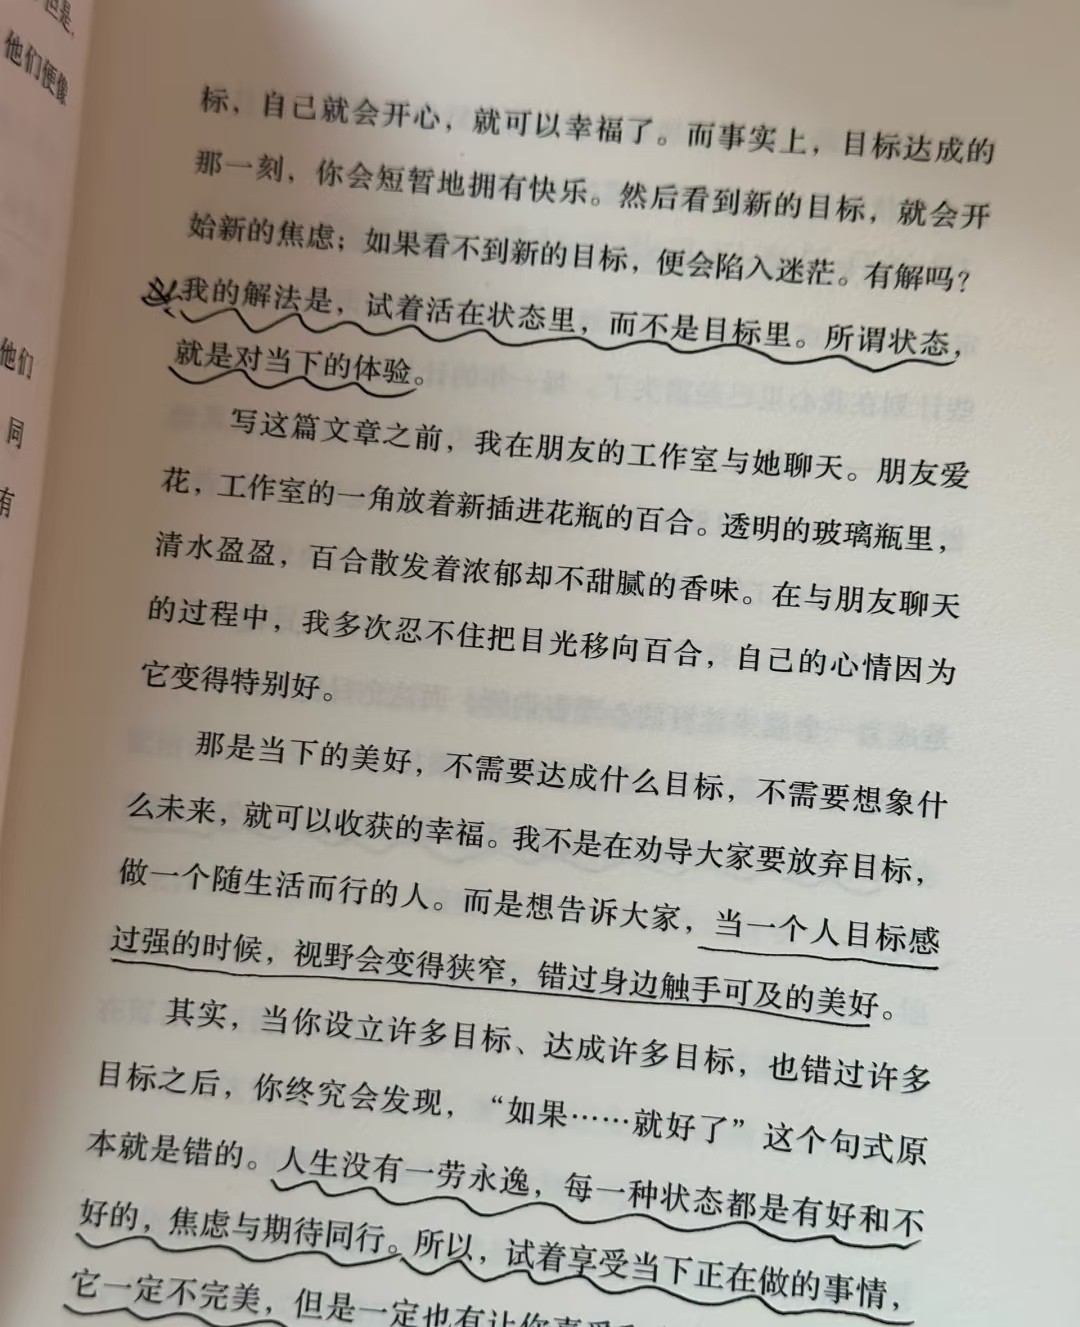 但是，
他们便像
他们
同
有
标，自己就会开心，就可以幸福了。而事实上，目标达成的
那一刻，你会短暂地拥有快乐。然后看到新的目标，就会开
始新的焦虑；如果看不到新的目标，便会陷入迷茫。有解吗？
我的解法是，试着活在状态里，而不是目标里。所谓状态，
就是对当下的体验。
写这篇文章之前，我在朋友的工作室与她聊天。朋友爱
花，工作室的一角放着新插进花瓶的百合。透明的玻璃瓶里，
清水盈盈，百合散发着浓郁却不甜腻的香味。在与朋友聊天
的过程中，我多次忍不住把目光移向百合，自己的心情因为
它变得特别好。
那是当下的美好，不需要达成什么目标，不需要想象什
么未来，就可以收获的幸福。我不是在劝导大家要放弃目标，
做一个随生活而行的人。而是想告诉大家，当一个人目标感
过强的时候，视野会变得狭窄，错过身边触手可及的美好。
其实，当你设立许多目标、达成许多目标，也错过许多
目标之后，你终究会发现，“如果……就好了”这个句式原
本就是错的。人生没有一劳永逸，每一种状态都是有好和不
好的，焦虑与期待同行。所以，试着享受当下正在做的事情，
它一定不完美，但是一定也有让你